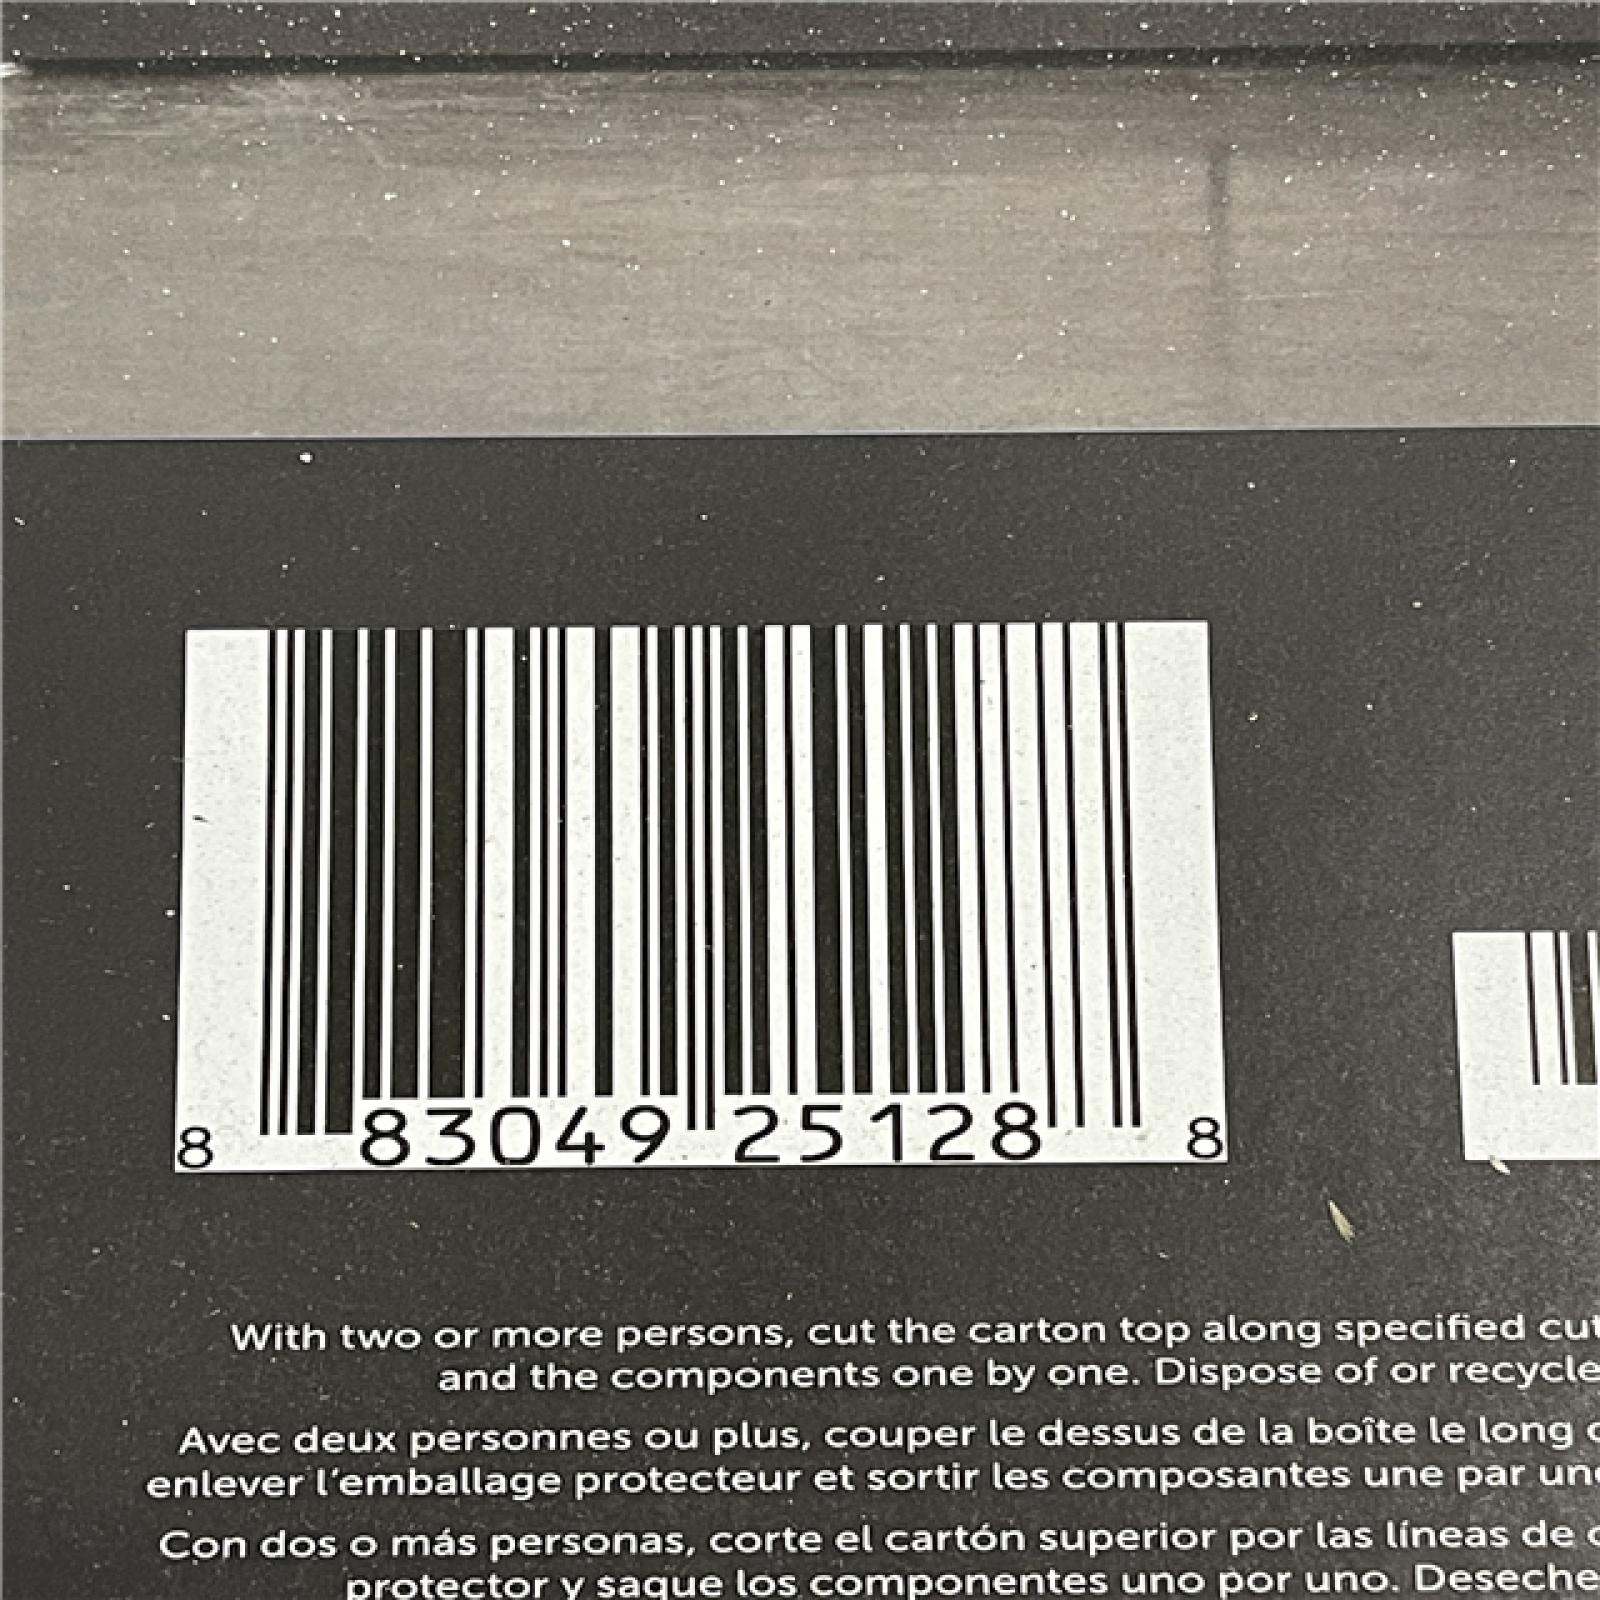 8 83049 25128 8
With two or more persons, cut the carton top along specified cut
and the components one by one. Dispose of or recycle
Avec deux personnes ou plus, couper le dessus de la boîte le long
enlever l'emballage protecteur et sortir les composantes une par une
Con dos o más personas, corte el cartón superior por las líneas de
protector y saque los componentes uno por uno. Deseche